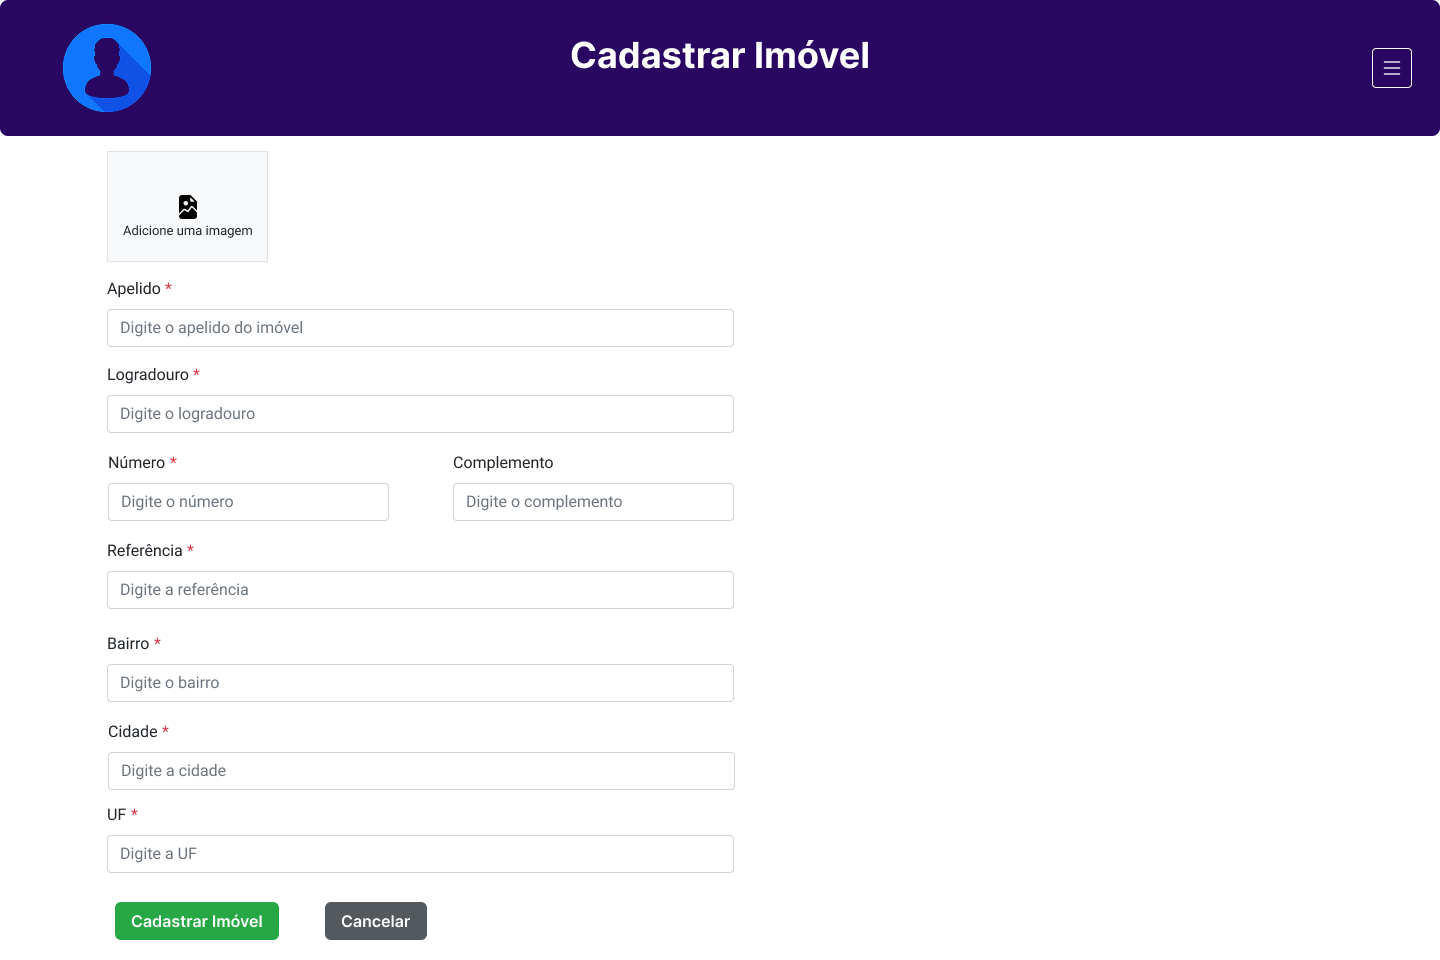 Cadastrar Imóvel
Adicione uma imagem
Apelido *
Digite o apelido do imóvel
Logradouro *
Digite o logradouro
Número *
Complemento
Digite o número
Digite o complemento
Referência *
Digite a referência
Bairro *
Digite o bairro
Cidade *
Digite a cidade
UF *
Digite a UF
Cadastrar Imóvel
Cancelar